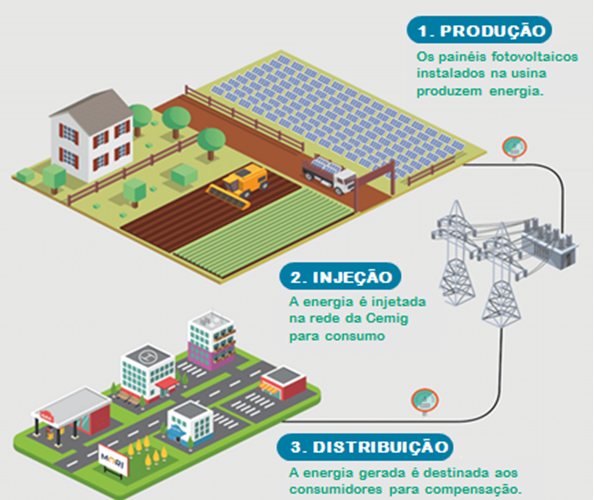 1. PRODUÇÃO
Os painéis fotovoltaicos
instalados na usina
produzem energia.
2. INJEÇÃO
A energia é injetada
na rede da Cemig
para consumo
3. DISTRIBUIÇÃO
A energia gerada é destinada aos
consumidores para compensação.
MORI